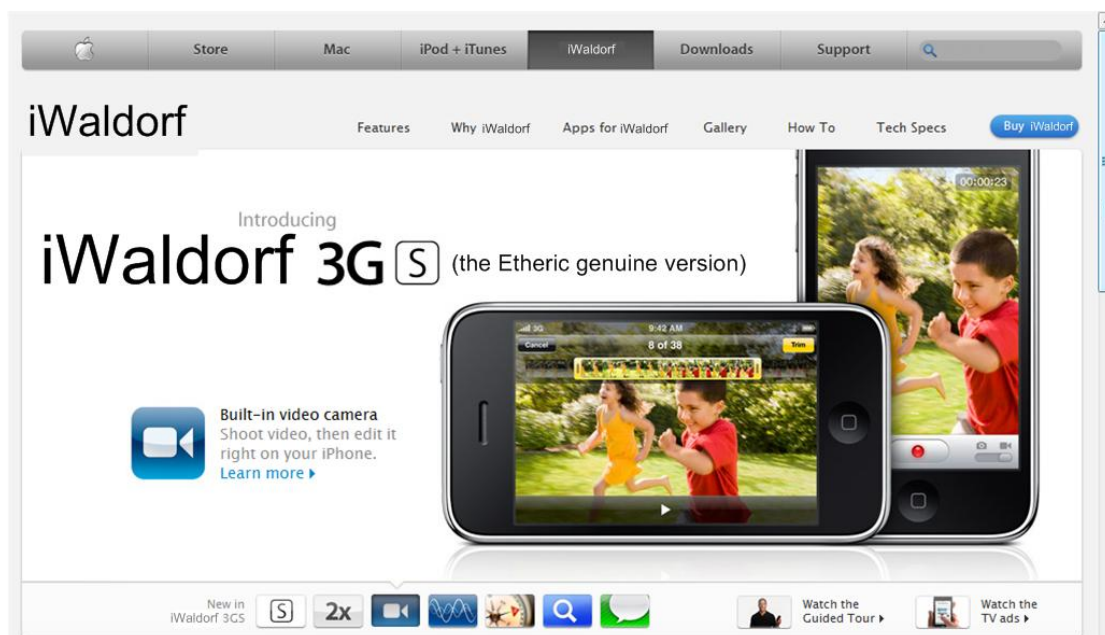 Store Mac iPod + iTunes iWaldorf Downloads Support
iWaldorf
Features Why iWaldorf Apps for iWaldorf Gallery How To Tech Specs Buy iWaldorf
00:00:23
Introducing
iWaldorf 3G S (the Etheric genuine version)
3G 9:42 AM
Cancel 8 of 38 Trim
Built-in video camera
Shoot video, then edit it
right on your iPhone.
Learn more
New in
iWaldorf 3GS
S 2x
Watch the
Guided Tour
Watch the
TV ads